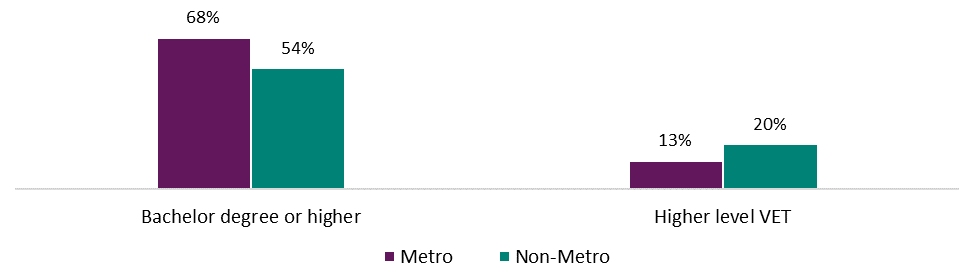 68%
54%
13%
20%
Bachelor degree or higher
Higher level VET
Metro
Non-Metro